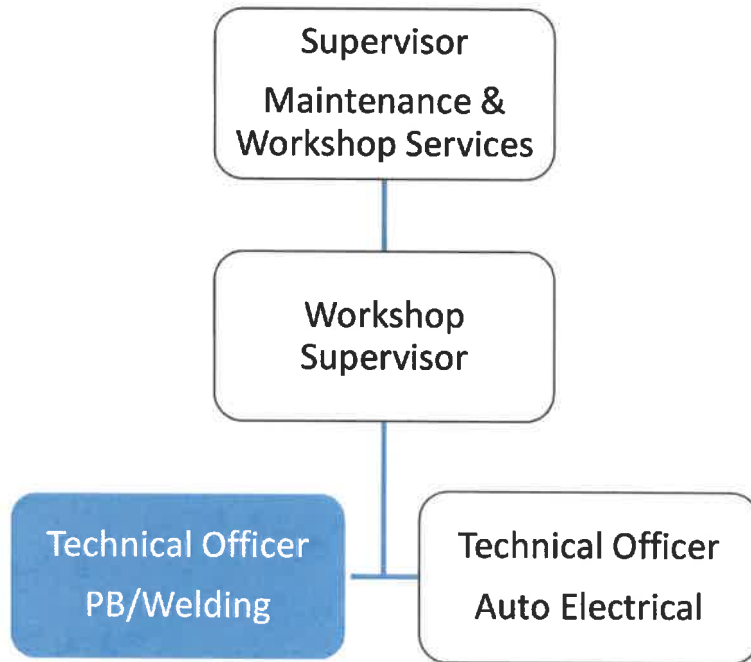 Supervisor
Maintenance &
Workshop Services
Workshop
Supervisor
Technical Officer
PB/Welding
Technical Officer
Auto Electrical